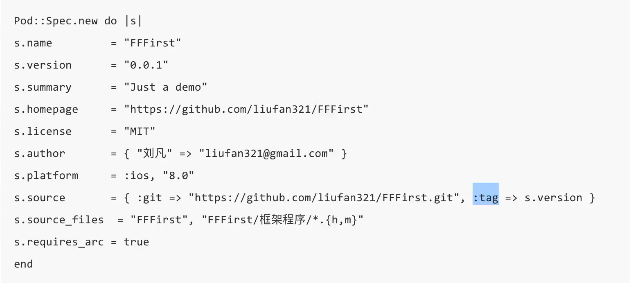 Pod::Spec.new do |s|
s.name         = "FFFirst"
s.version      = "0.0.1"
s.summary      = "Just a demo"
s.homepage     = "https://github.com/liufan321/FFFirst"
s.license      = "MIT"
s.author       = { "刘凡" => "liufan321@gmail.com" }
s.platform     = :ios, "8.0"
s.source       = { :git => "https://github.com/liufan321/FFFirst.git", :tag => s.version }
s.source_files  = "FFFirst", "FFFirst/框架程序/*.{h,m}"
s.requires_arc = true
end